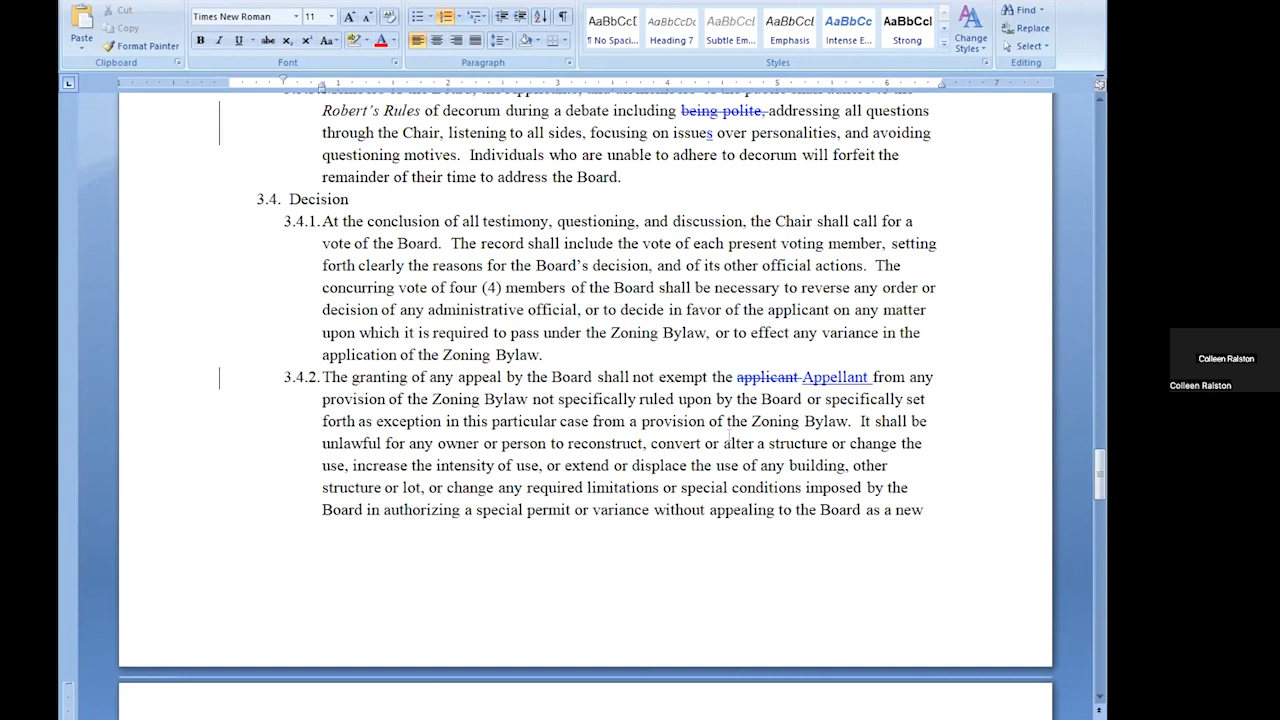 Cut
Copy
Paste
Format Painter
Clipboard
Times New Roman
11
B I U abc x₂ x² Aa A
Font
Paragraph
AaBbCcI AaBbCcDc AaBbCcI AaBbCcI AaBbCc AaBbCcI
¶ No Spaci... Heading 7 Subtle Em... Emphasis Intense E... Strong
Change
Styles
Styles
Find
Replace
Select
Editing
1 1 2 3 4 5 6 7
Robert's Rules of decorum during a debate including being polite, addressing all questions
through the Chair, listening to all sides, focusing on issues over personalities, and avoiding
questioning motives. Individuals who are unable to adhere to decorum will forfeit the
remainder of their time to address the Board.
3.4. Decision
3.4.1. At the conclusion of all testimony, questioning, and discussion, the Chair shall call for a
vote of the Board. The record shall include the vote of each present voting member, setting
forth clearly the reasons for the Board's decision, and of its other official actions. The
concurring vote of four (4) members of the Board shall be necessary to reverse any order or
decision of any administrative official, or to decide in favor of the applicant on any matter
upon which it is required to pass under the Zoning Bylaw, or to effect any variance in the
application of the Zoning Bylaw.
3.4.2. The granting of any appeal by the Board shall not exempt the applicant Appellant from any
provision of the Zoning Bylaw not specifically ruled upon by the Board or specifically set
forth as exception in this particular case from a provision of the Zoning Bylaw. It shall be
unlawful for any owner or person to reconstruct, convert or alter a structure or change the
use, increase the intensity of use, or extend or displace the use of any building, other
structure or lot, or change any required limitations or special conditions imposed by the
Board in authorizing a special permit or variance without appealing to the Board as a new
Colleen Ralston
Colleen Ralston